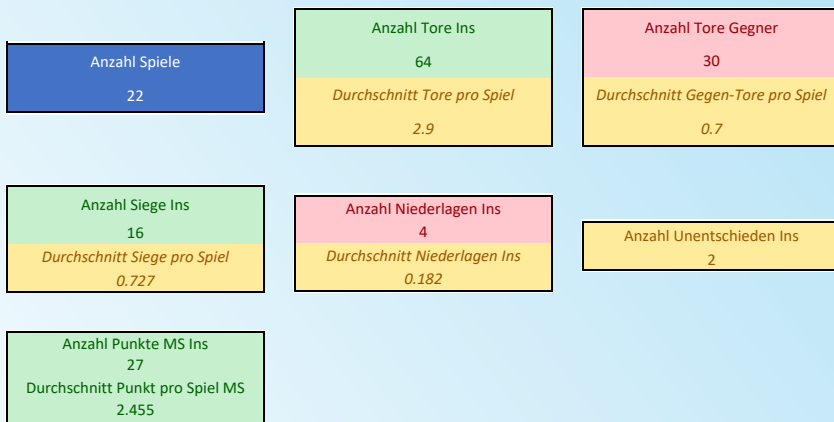 Anzahl Spiele
22
Anzahl Tore Ins
64
Durchschnitt Tore pro Spiel
2.9
Anzahl Tore Gegner
30
Durchschnitt Gegen-Tore pro Spiel
0.7
Anzahl Siege Ins
16
Durchschnitt Siege pro Spiel
0.727
Anzahl Niederlagen Ins
4
Durchschnitt Niederlagen Ins
0.182
Anzahl Unentschieden Ins
2
Anzahl Punkte MS Ins
27
Durchschnitt Punkt pro Spiel MS
2.455